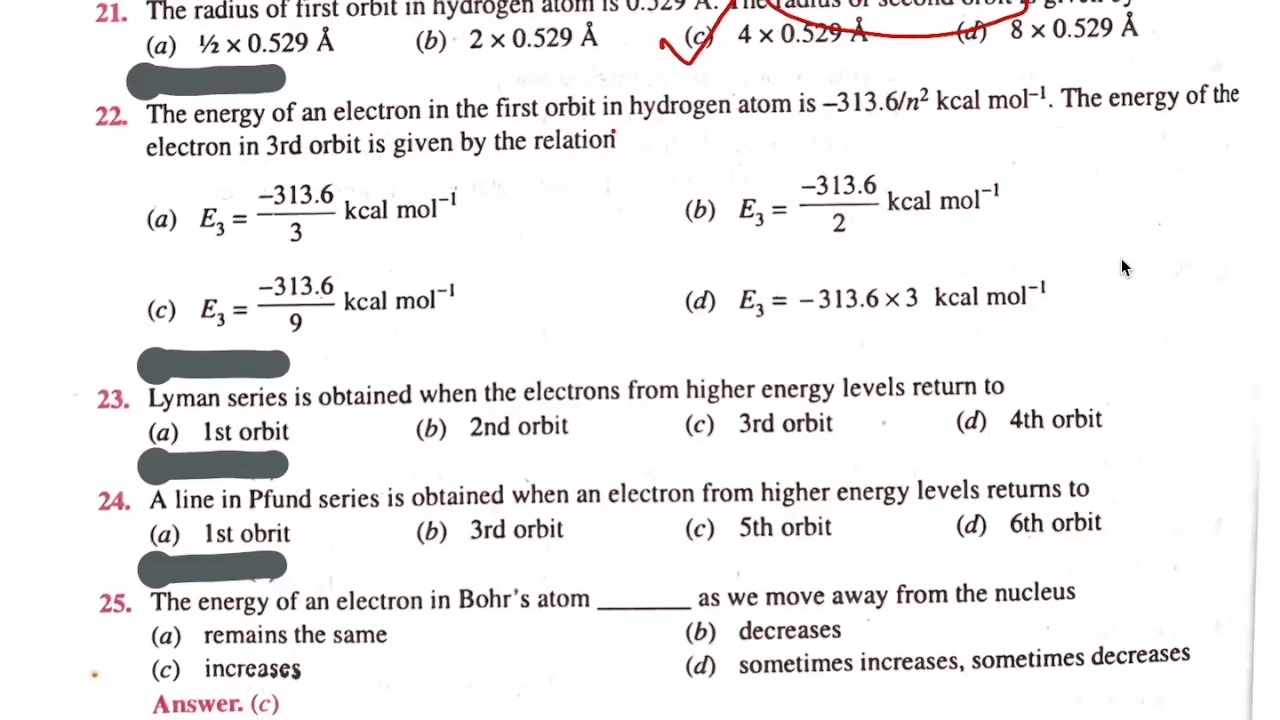 21. The radius of first orbit in hydrogen atom is 0.529 Å. The radius of second orbit is given by
(a) ½ × 0.529 Å (b) 2 × 0.529 Å (c) 4 × 0.529 Å (d) 8 × 0.529 Å
22. The energy of an electron in the first orbit in hydrogen atom is –313.6/n² kcal mol⁻¹. The energy of the
electron in 3rd orbit is given by the relation
(a) E₃ = –313.6/3 kcal mol⁻¹ (b) E₃ = –313.6/2 kcal mol⁻¹
(c) E₃ = –313.6/9 kcal mol⁻¹ (d) E₃ = – 313.6 × 3 kcal mol⁻¹
23. Lyman series is obtained when the electrons from higher energy levels return to
(a) 1st orbit (b) 2nd orbit (c) 3rd orbit (d) 4th orbit
24. A line in Pfund series is obtained when an electron from higher energy levels returns to
(a) 1st obrit (b) 3rd orbit (c) 5th orbit (d) 6th orbit
25. The energy of an electron in Bohr's atom _______ as we move away from the nucleus
(a) remains the same (b) decreases
(c) increases (d) sometimes increases, sometimes decreases
Answer. (c)